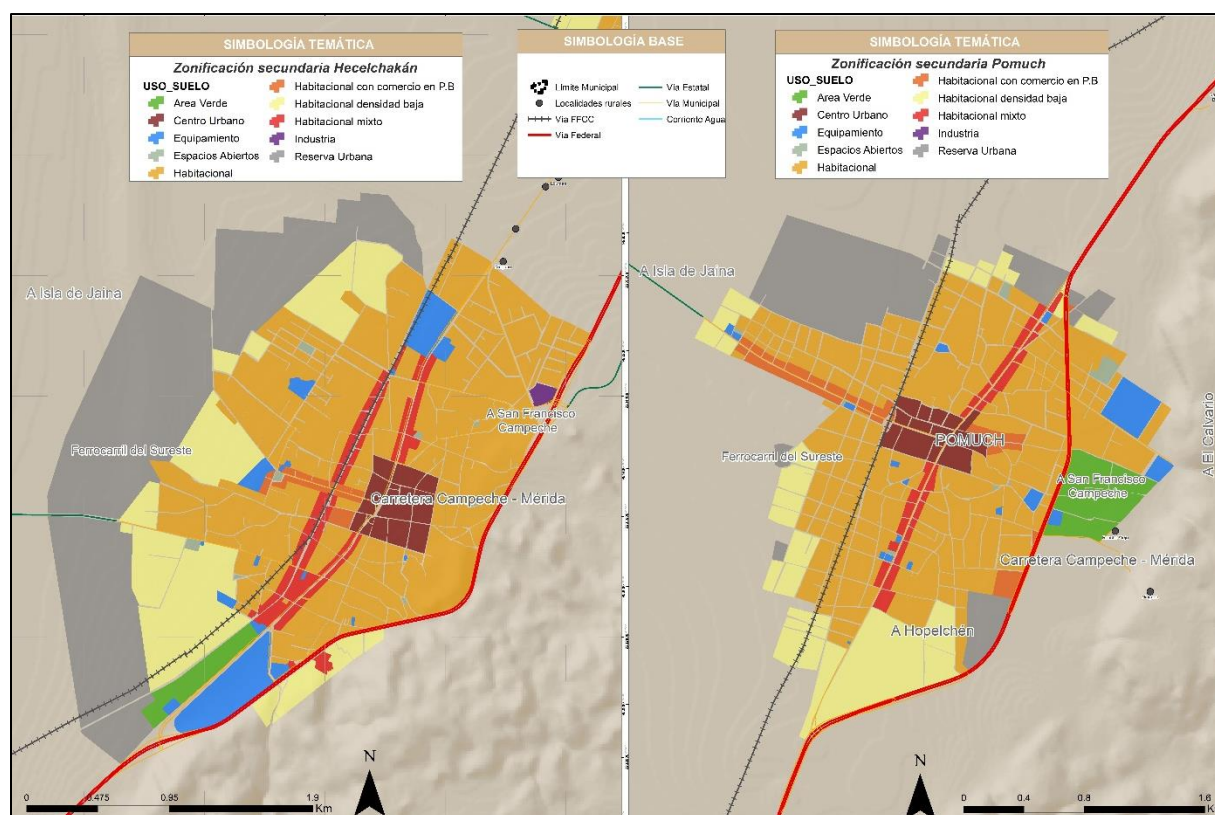 SIMBOLOGÍA TEMÁTICA
Zonificación secundaria Hecelchakán
USO_SUELO
Area Verde
Centro Urbano
Equipamiento
Espacios Abiertos
Habitacional
Habitacional con comercio en P.B
Habitacional densidad baja
Habitacional mixto
Industria
Reserva Urbana
SIMBOLOGÍA BASE
Límite Municipal
Localidades rurales
Vía FFCC
Vía Federal
Vía Estatal
Vía Municipal
Corriente Agua
SIMBOLOGÍA TEMÁTICA
Zonificación secundaria Pomuch
USO_SUELO
Area Verde
Centro Urbano
Equipamiento
Espacios Abiertos
Habitacional
Habitacional con comercio en P.B
Habitacional densidad baja
Habitacional mixto
Industria
Reserva Urbana
A Isla de Jaina
Ferrocarril del Sureste
A San Francisco
Campeche
Carretera Campeche - Mérida
N
0 0.475 0.95 1.9
Km
A Isla de Jaina
POMUCH
Ferrocarril del Sureste
A San Francisco
Campeche
A El Calvario
Carretera Campeche - Mérida
A Hopelchén
N
0 0.4 0.8 1.6
K